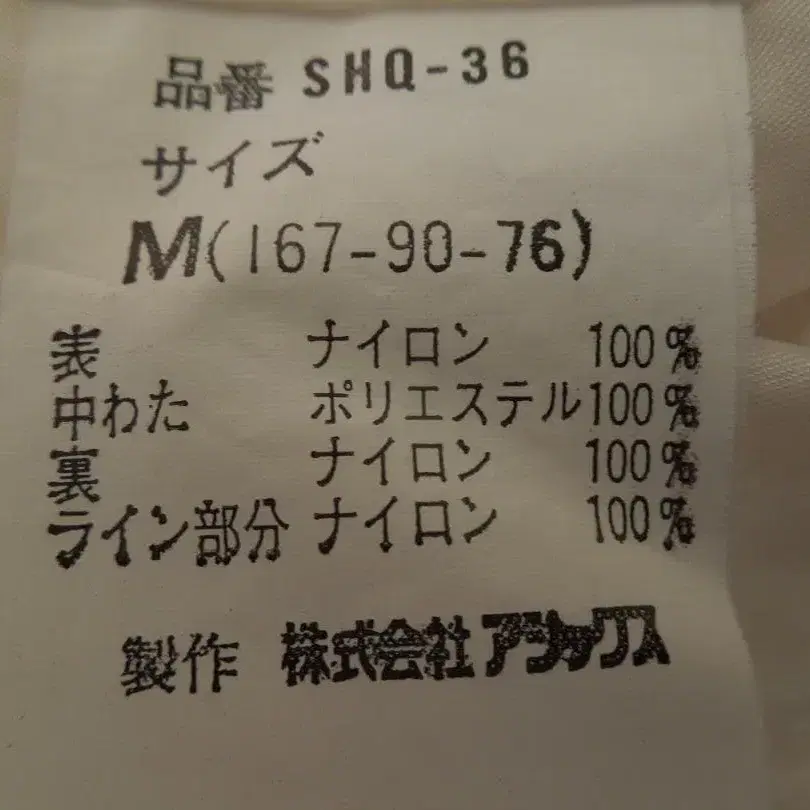 品番 SHQ-36
サイズ
M(167-90-76)
表 ナイロン 100%
中わた ポリエステル100%
裏 ナイロン 100%
ライン部分 ナイロン 100%
製作 株式会社アシックス